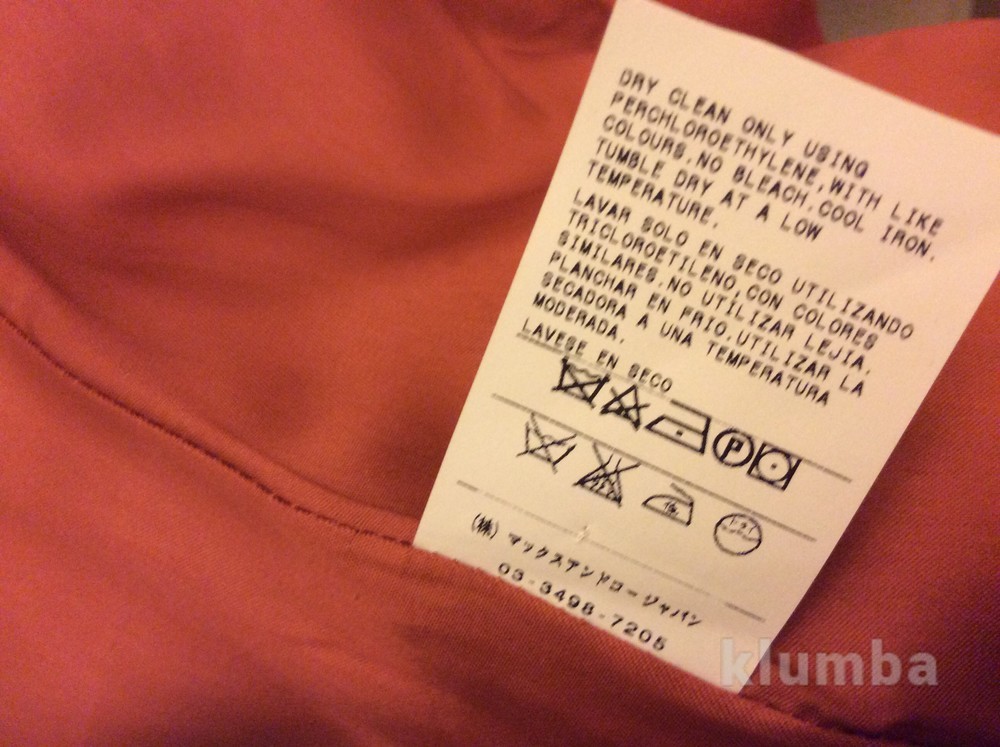 DRY CLEAN ONLY USING
PERCHLOROETHYLENE,WITH LIKE
COLOURS.NO BLEACH.COOL IRON.
TUMBLE DRY AT A LOW
TEMPERATURE.
LAVAR SOLO EN SECO UTILIZANDO
TRICLOROETILENO,CON COLORES
SIMILARES.NO UTILIZAR LEJIA.
PLANCHAR EN FRIO.UTILIZAR LA
SECADORA A UNA TEMPERATURA
MODERADA.
LAVESE EN SECO
P
(株) マックスアンドコージャパン
03-3498-7205
klumba